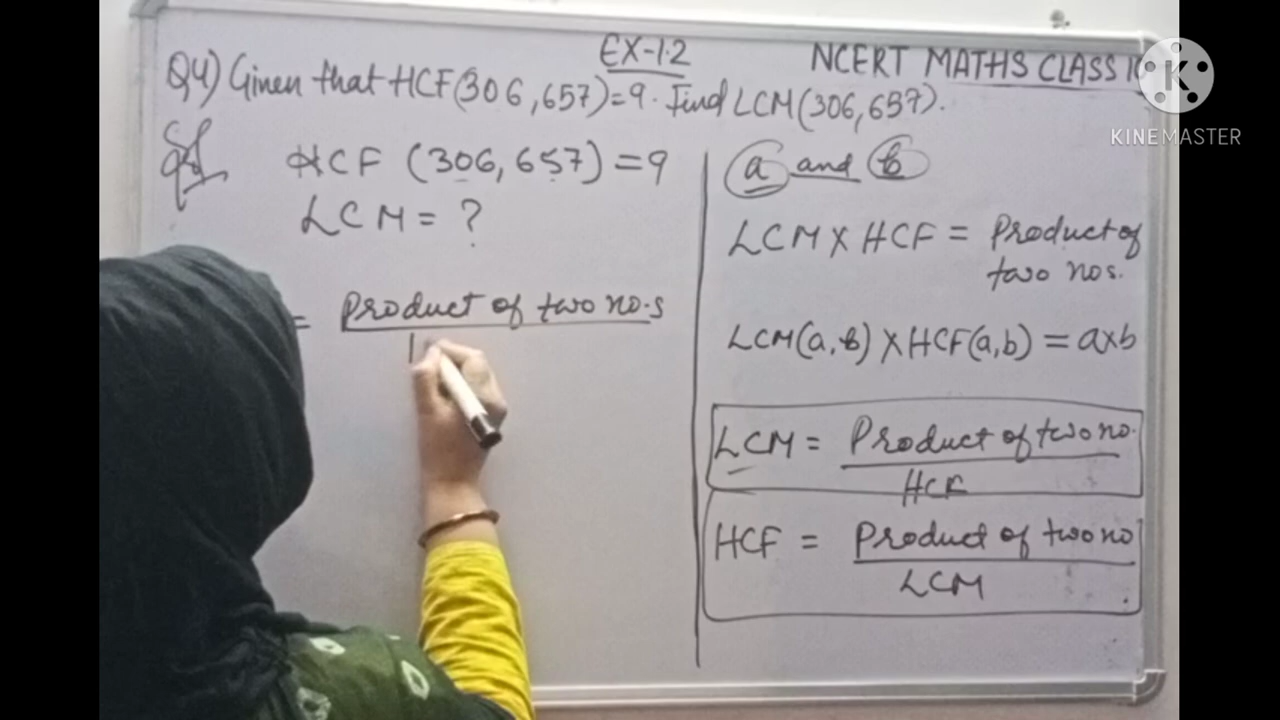 EX-1.2
NCERT MATHS CLASS 10
Q4) Given that HCF(306,657)=9. Find LCM(306,657).
Sol
HCF (306,657) = 9
LCM = ?
= Product of two no.s
a and b
LCM X HCF = Product of
two nos.
LCM(a,b) X HCF(a,b) = axb
LCM = Product of two no.
HCF
HCF = Product of two no
LCM
K
KINEMASTER